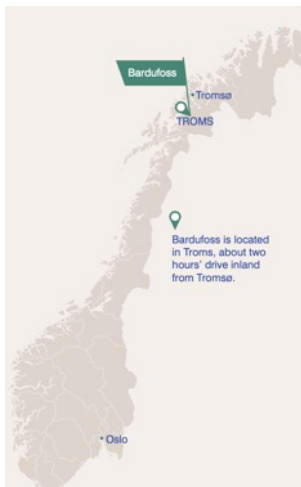 Bardufoss
Tromsø
TROMS
Bardufoss is located
in Troms, about two
hours’ drive inland
from Tromsø.
Oslo